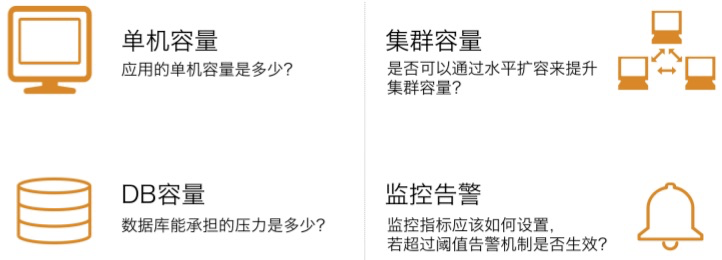 单机容量
应用的单机容量是多少?
集群容量
是否可以通过水平扩容来提升
集群容量?
DB容量
数据库能承担的压力是多少?
监控告警
监控指标应该如何设置,
若超过阈值告警机制是否生效?